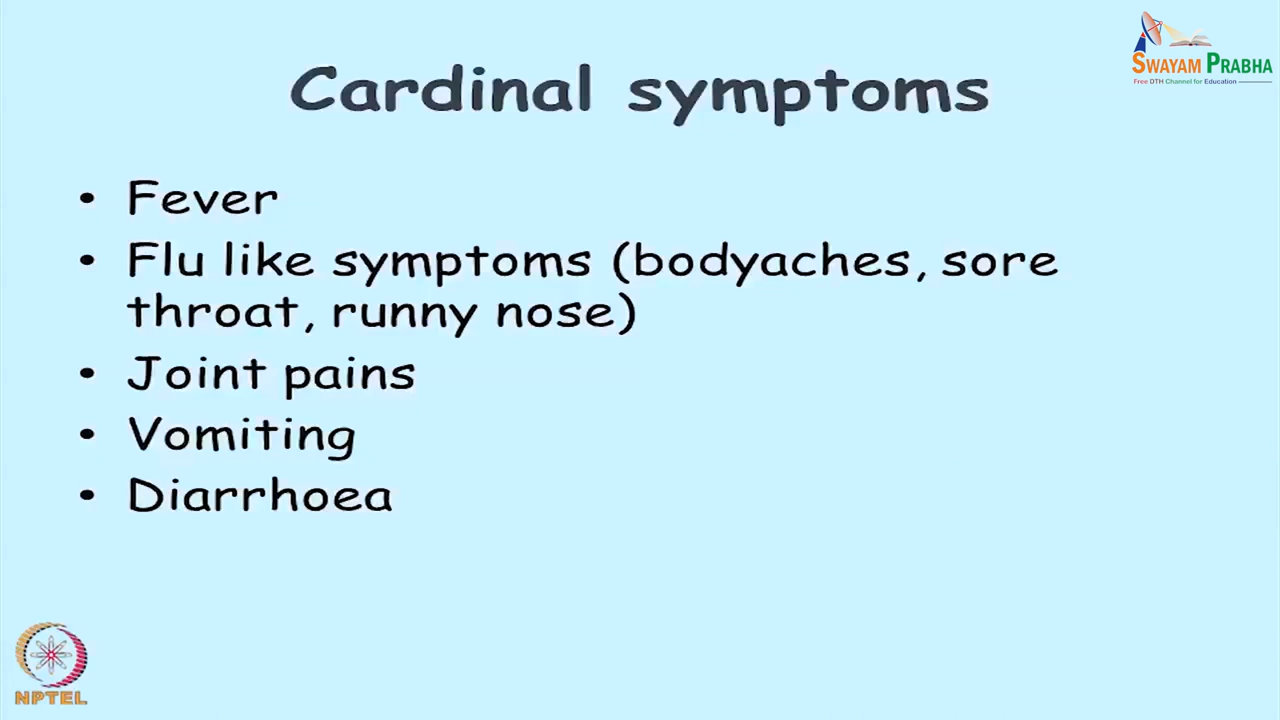 SWAYAM PRABHA
Free DTH Channel for Education
Cardinal symptoms
• Fever
• Flu like symptoms (bodyaches, sore
throat, runny nose)
• Joint pains
• Vomiting
• Diarrhoea
NPTEL